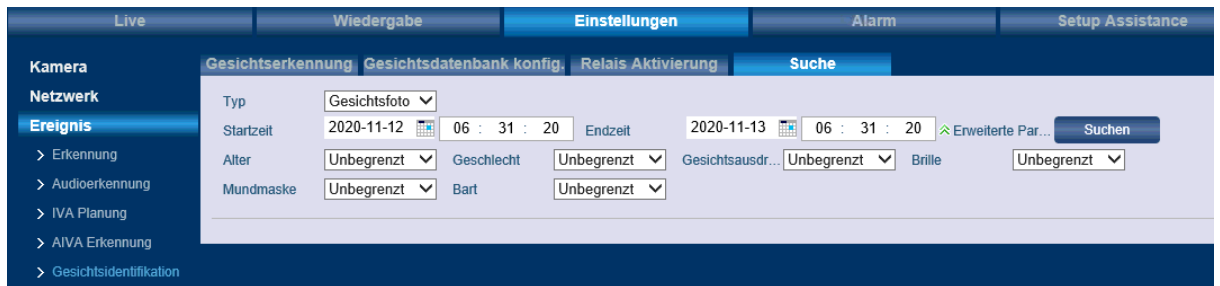 Live Wiedergabe Einstellungen Alarm Setup Assistance
Kamera
Netzwerk
Ereignis
Erkennung
Audioerkennung
IVA Planung
AIVA Erkennung
Gesichtsidentifikation
Gesichtserkennung Gesichtsdatenbank konfig. Relais Aktivierung Suche
Typ Gesichtsfoto
Startzeit 2020-11-12 06 : 31 : 20 Endzeit 2020-11-13 06 : 31 : 20 Erweiterte Par... Suchen
Alter Unbegrenzt Geschlecht Unbegrenzt Gesichtsausdr... Unbegrenzt Brille Unbegrenzt
Mundmaske Unbegrenzt Bart Unbegrenzt